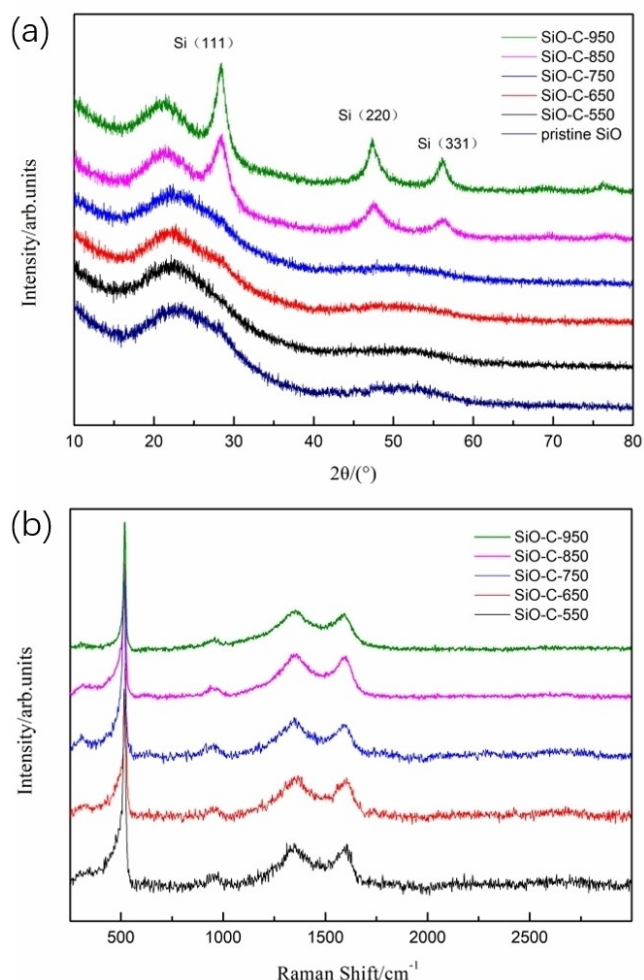 (a)
Si（111）
Si（220）
Si（331）
SiO-C-950
SiO-C-850
SiO-C-750
SiO-C-650
SiO-C-550
pristine SiO
Intensity/arb.units
10 20 30 40 50 60 70 80
2θ/(°)
(b)
SiO-C-950
SiO-C-850
SiO-C-750
SiO-C-650
SiO-C-550
Intensity/arb.units
500 1000 1500 2000 2500
Raman Shift/cm⁻¹